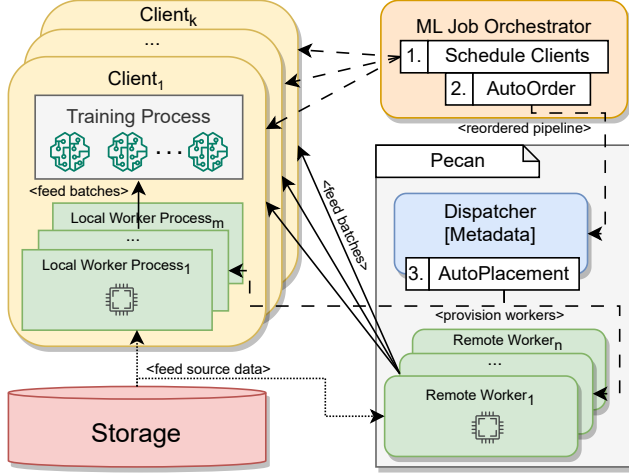 Client_k
...
Client_1
Training Process
...
<feed batches>
Local Worker Process_m
...
Local Worker Process_1
<feed source data>
Storage
ML Job Orchestrator
1. Schedule Clients
2. AutoOrder
<reordered pipeline>
Pecan
<feed batches>
Dispatcher
[Metadata]
3. AutoPlacement
<provision workers>
Remote Worker_n
...
Remote Worker_1